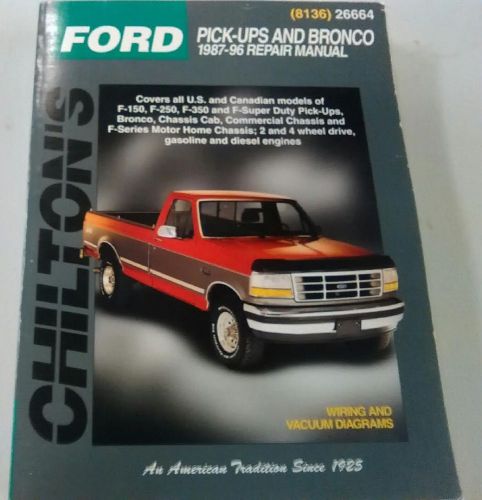 (8136) 26664
FORD
PICK-UPS AND BRONCO
1987-96 REPAIR MANUAL
Covers all U.S. and Canadian models of
F-150, F-250, F-350 and F-Super Duty Pick-Ups,
Bronco, Chassis Cab, Commercial Chassis and
F-Series Motor Home Chassis; 2 and 4 wheel drive,
gasoline and diesel engines
CHILTON'S
WIRING AND
VACUUM DIAGRAMS
An American Tradition Since 1925